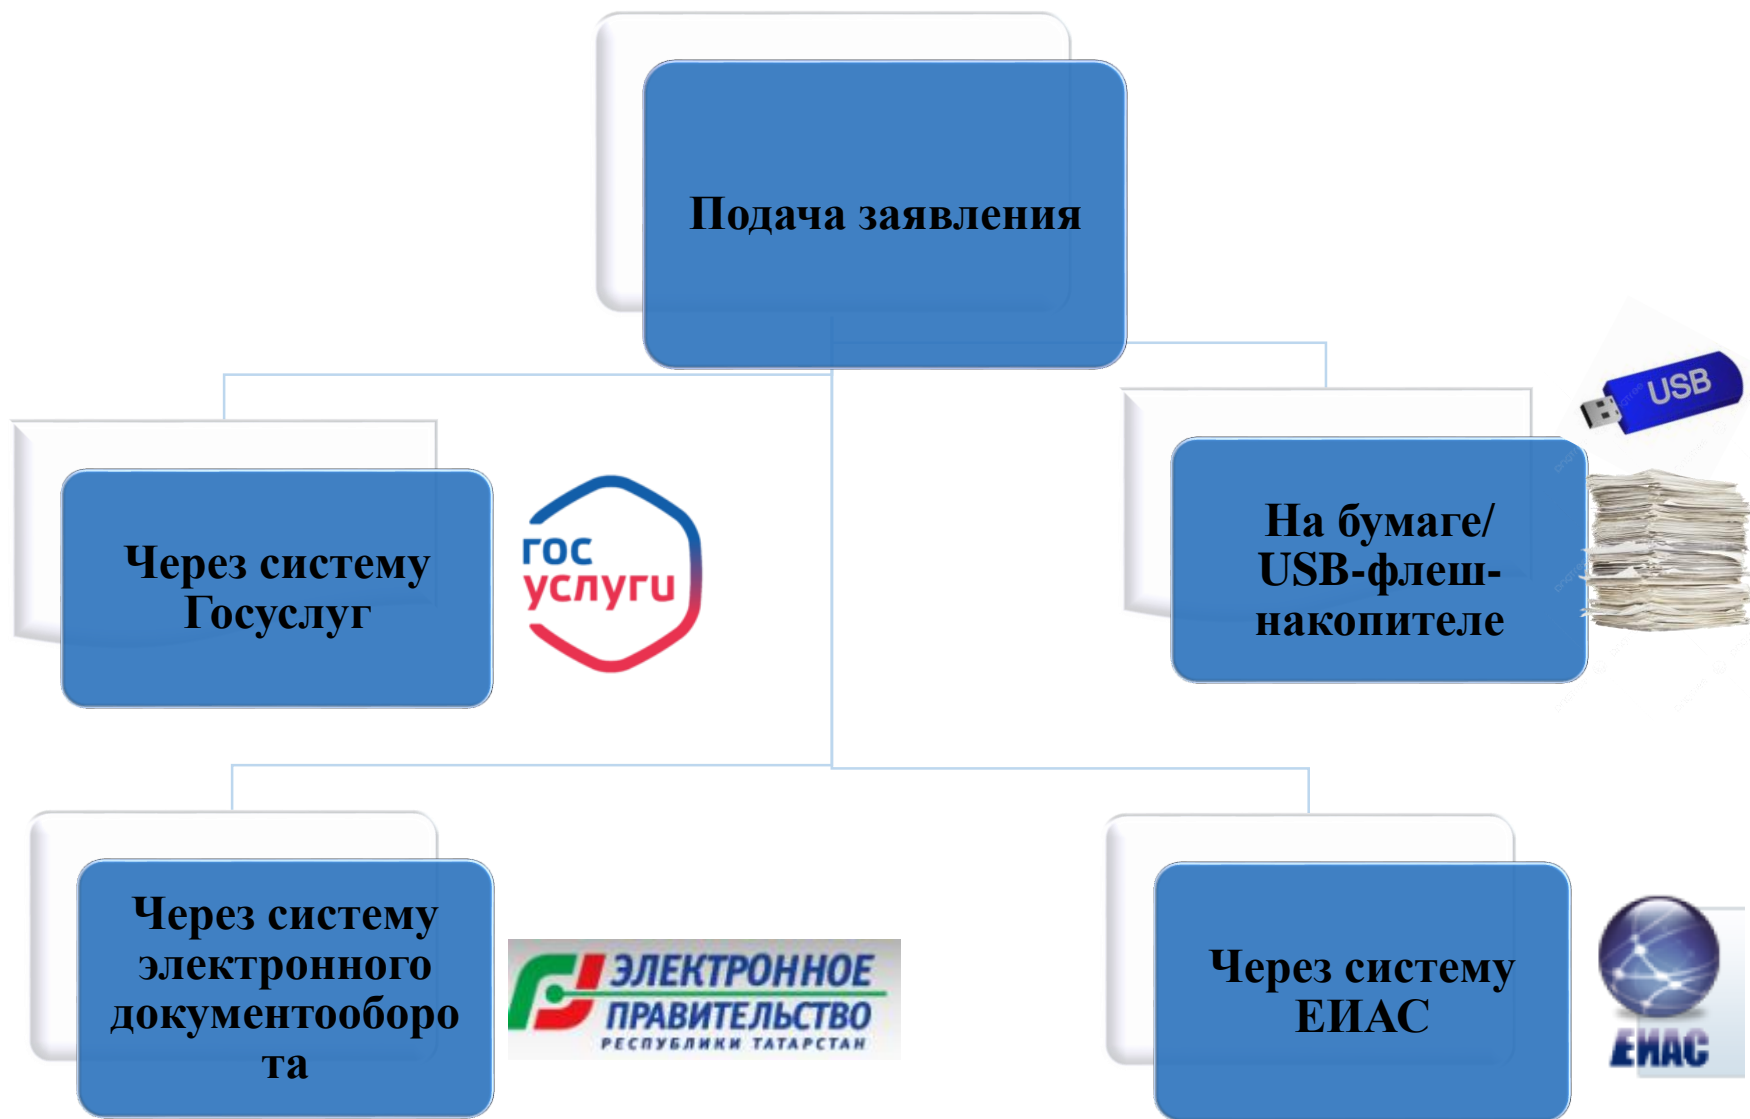 Подача заявления
Через систему
Госуслуг
гос
услуги
На бумаге/
USB-флеш-
накопителе
USB
Через систему
электронного
документооборо
та
ЭЛЕКТРОННОЕ
ПРАВИТЕЛЬСТВО
РЕСПУБЛИКИ ТАТАРСТАН
Через систему
ЕИАС
ЕИАС